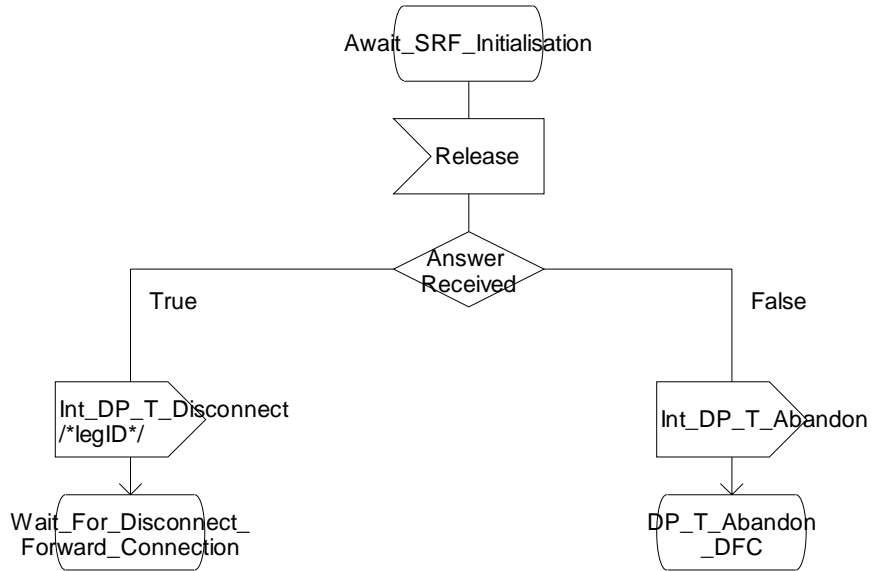 Await_SRF_Initialisation
Release
Answer
Received
True
False
Int_DP_T_Disconnect
/*legID*/
Int_DP_T_Abandon
Wait_For_Disconnect_
Forward_Connection
DP_T_Abandon
_DFC